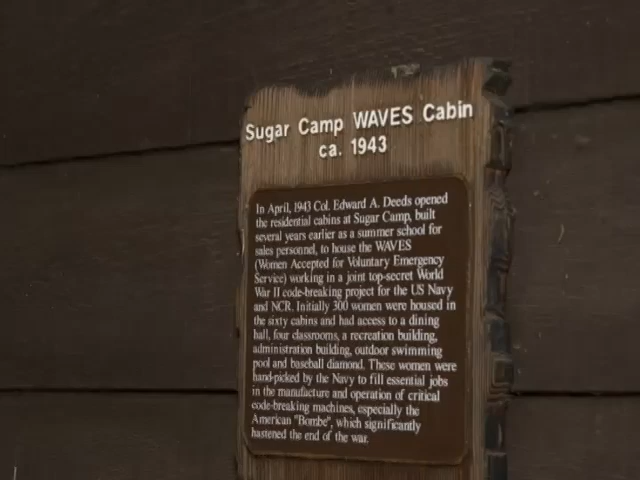 Sugar Camp WAVES Cabin
ca. 1943
In April, 1943 Col. Edward A. Deeds opened
the residential cabins at Sugar Camp, built
several years earlier as a summer school for
sales personnel, to house the WAVES
(Women Accepted for Voluntary Emergency
Service) working in a joint top-secret World
War II code-breaking project for the US Navy
and NCR. Initially 300 women were housed in
the sixty cabins and had access to a dining
hall, four classrooms, a recreation building,
administration building, outdoor swimming
pool and baseball diamond. These women were
hand-picked by the Navy to fill essential jobs
in the manufacture and operation of critical
code-breaking machines, especially the
American "Bombe", which significantly
hastened the end of the war.